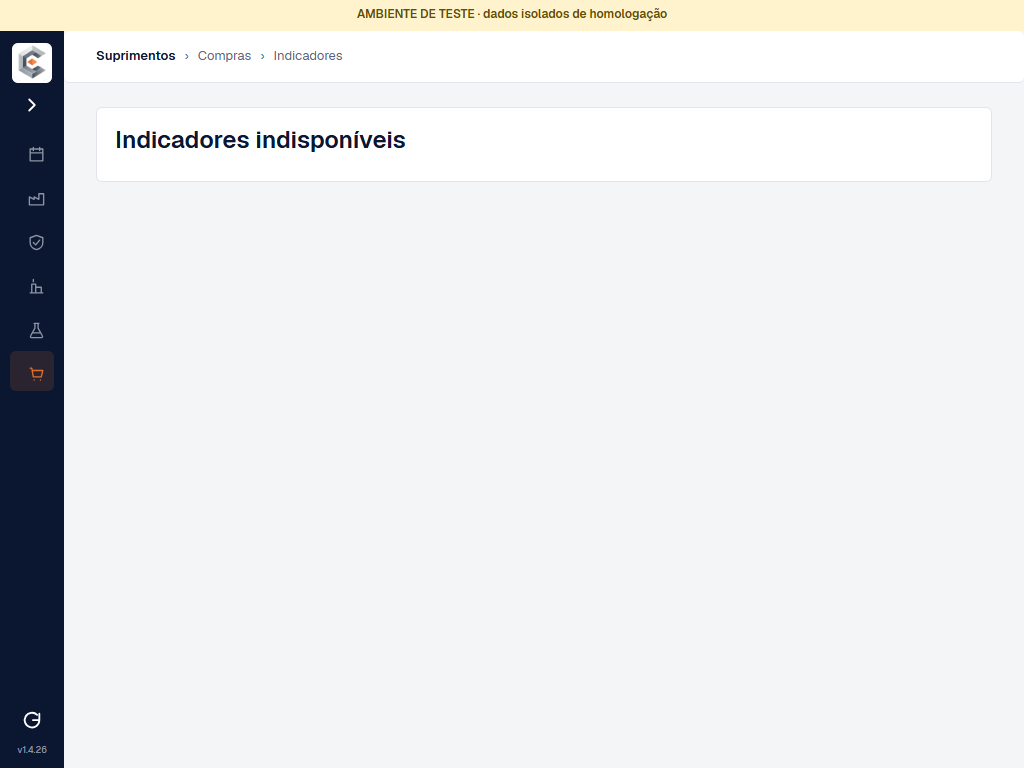 AMBIENTE DE TESTE · dados isolados de homologação
Suprimentos › Compras › Indicadores
Indicadores indisponíveis
v1.4.26